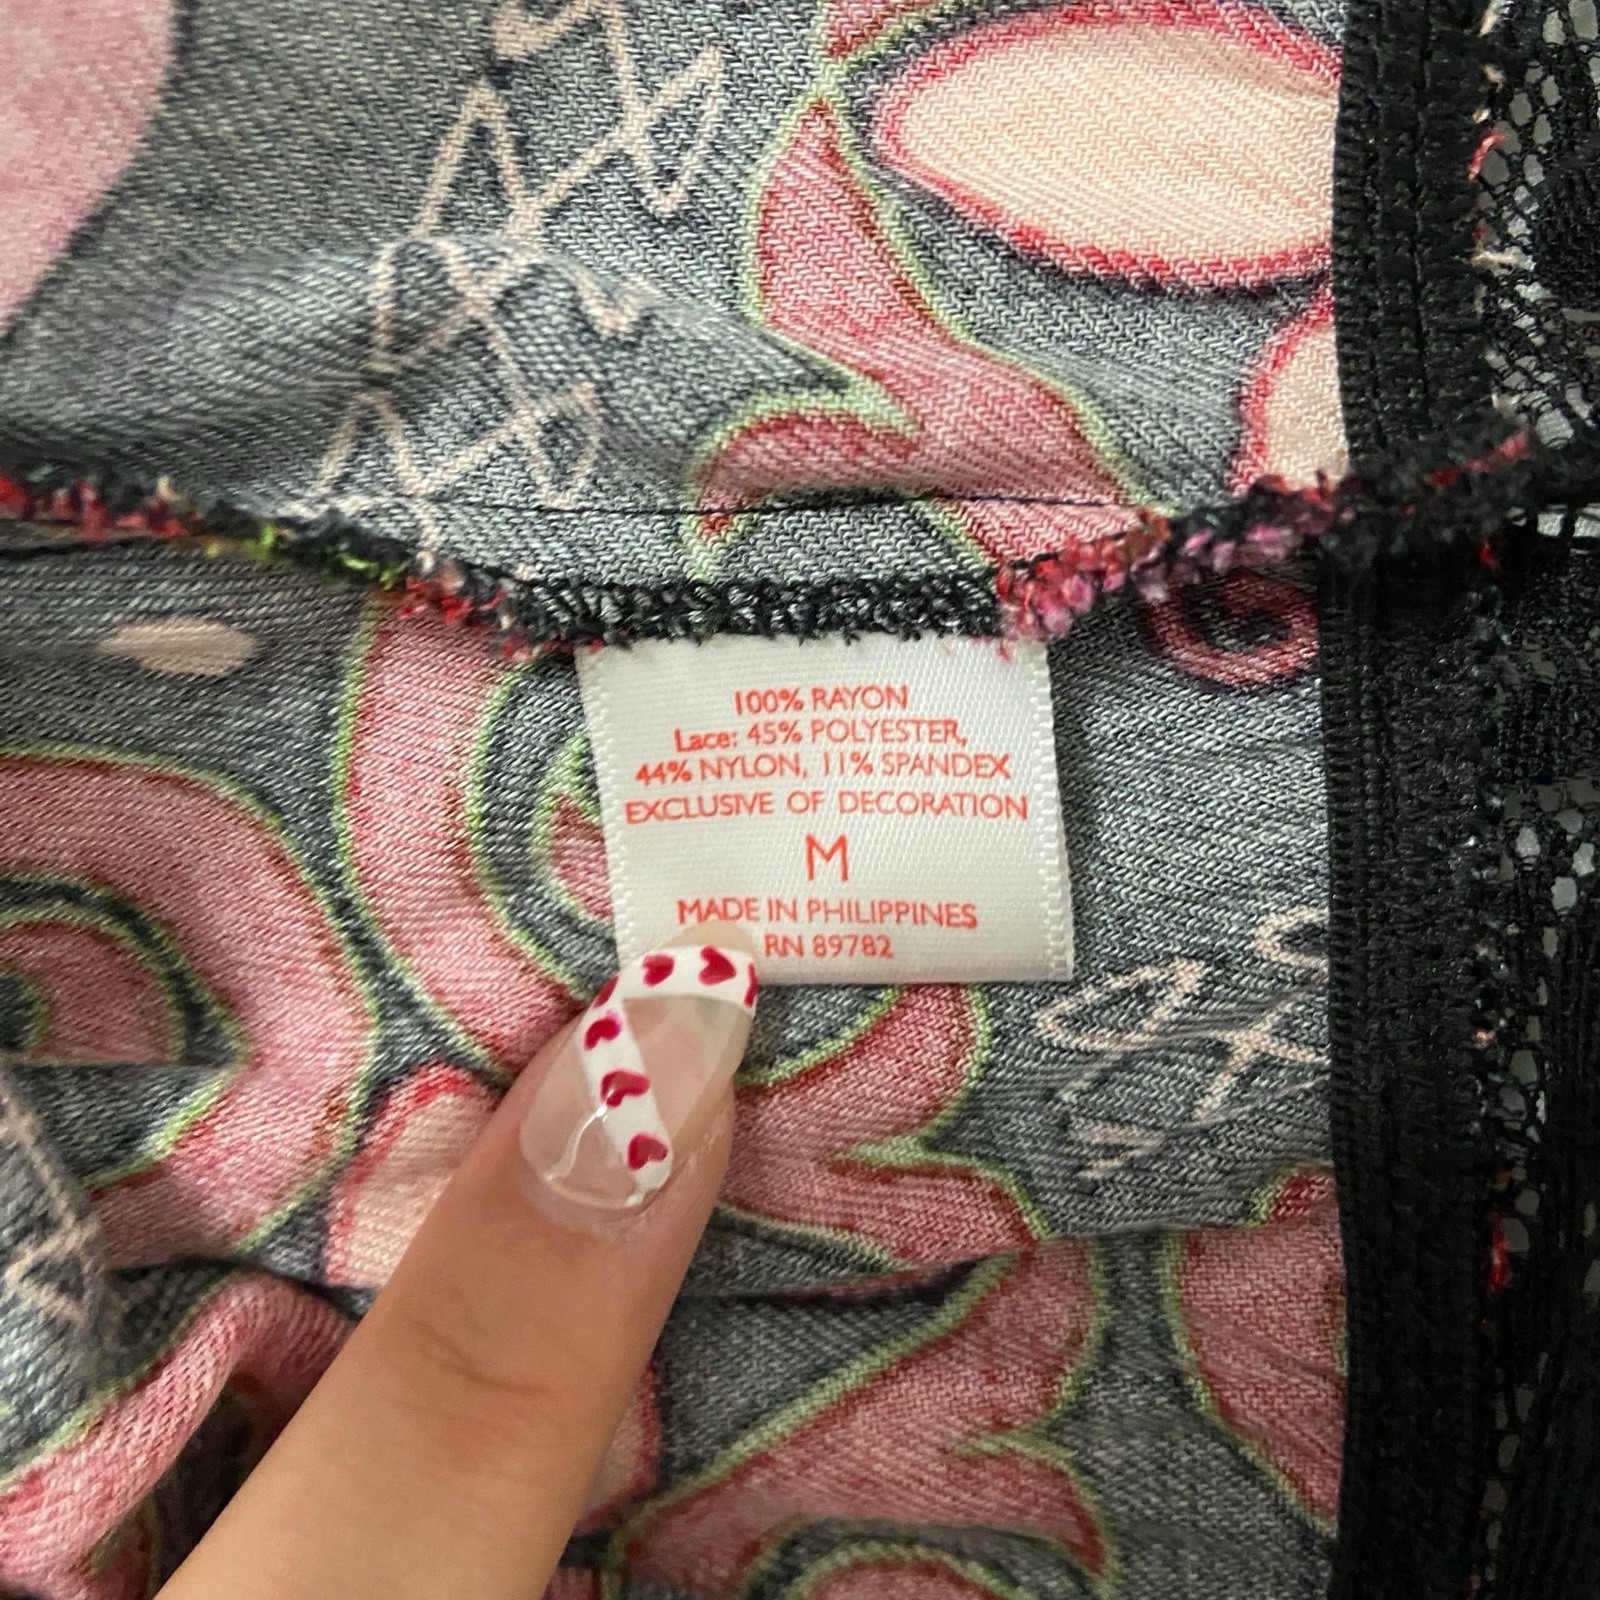 100% RAYON
Lace: 45% POLYESTER,
44% NYLON, 11% SPANDEX
EXCLUSIVE OF DECORATION
M
MADE IN PHILIPPINES
RN 89782